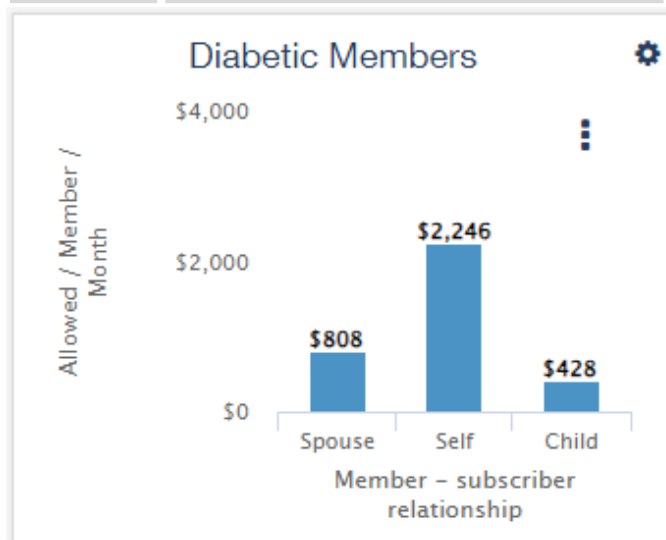 Diabetic Members
$4,000
$2,000
$0
Allowed / Member /
Month
$808
$2,246
$428
Spouse
Self
Child
Member – subscriber
relationship